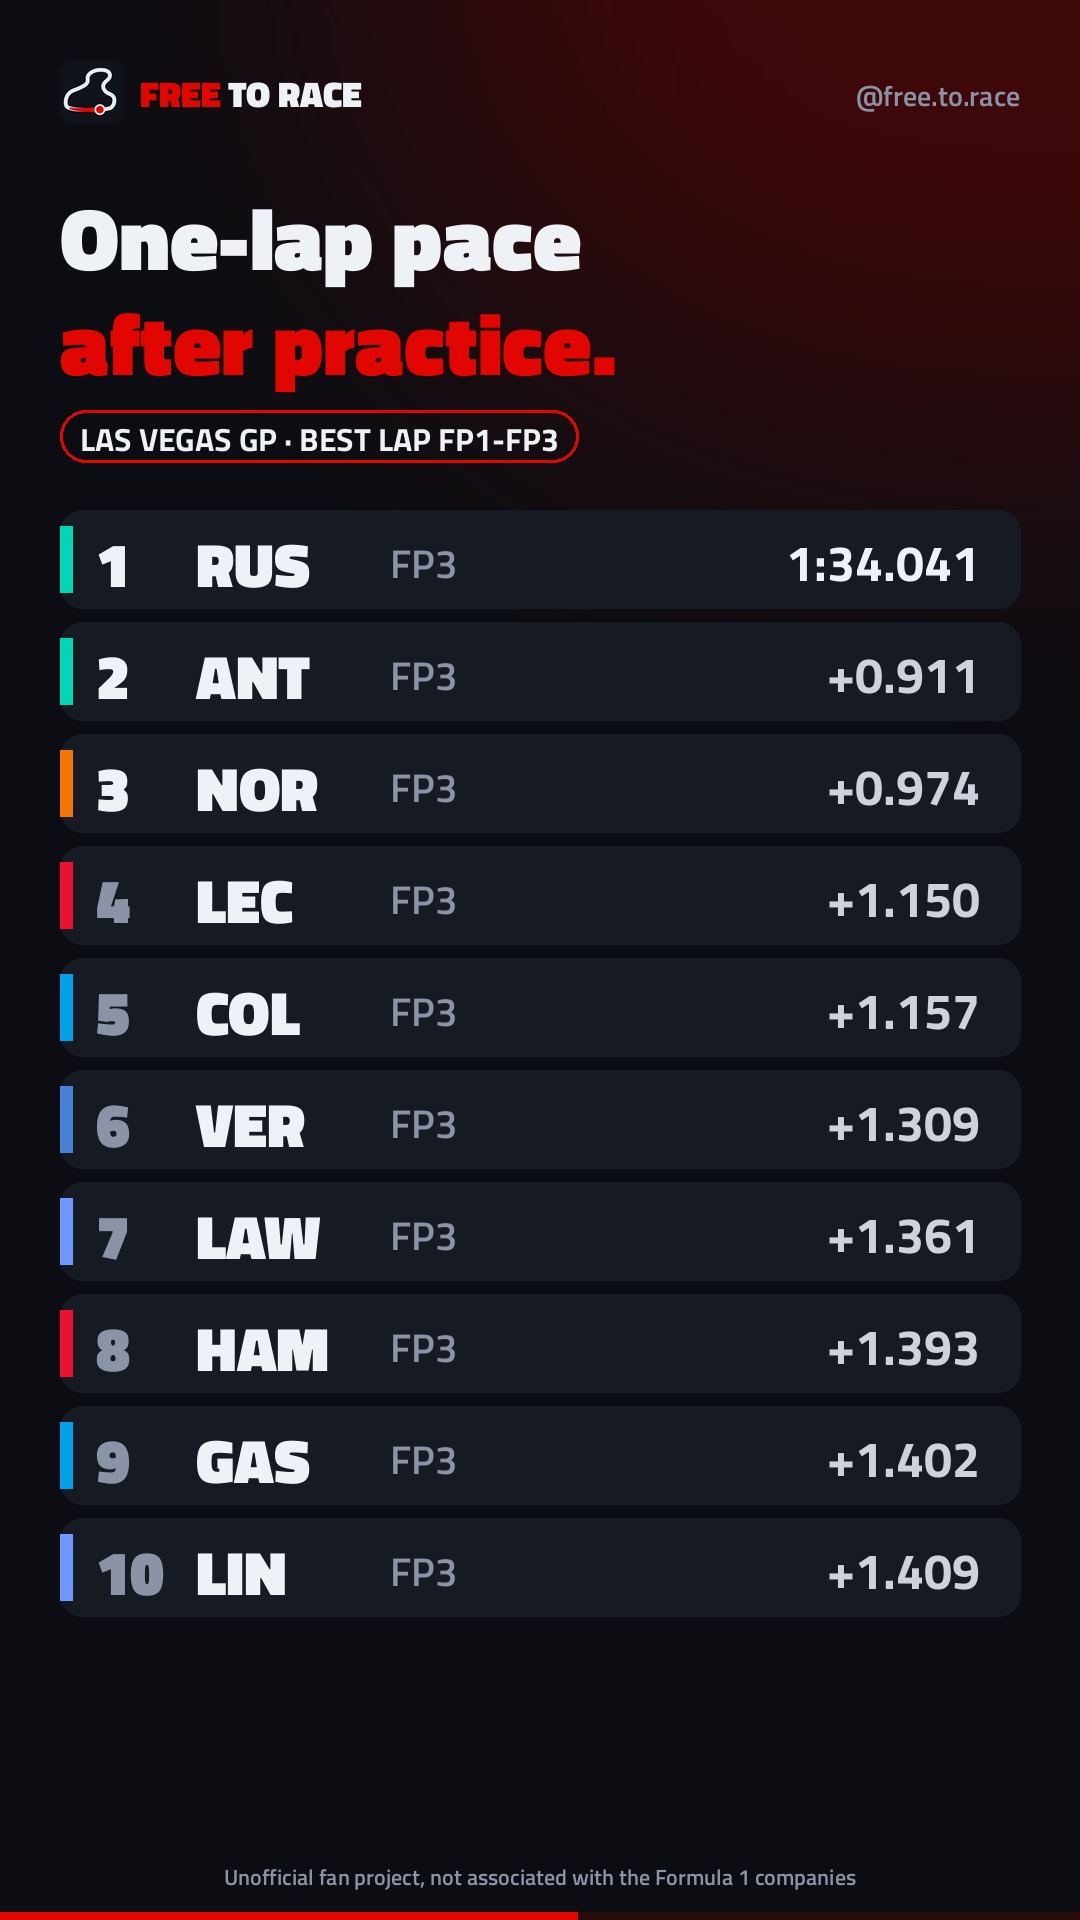 FREE TO RACE
@free.to.race
One-lap pace
after practice.
LAS VEGAS GP · BEST LAP FP1-FP3
1 RUS FP3 1:34.041
2 ANT FP3 +0.911
3 NOR FP3 +0.974
4 LEC FP3 +1.150
5 COL FP3 +1.157
6 VER FP3 +1.309
7 LAW FP3 +1.361
8 HAM FP3 +1.393
9 GAS FP3 +1.402
10 LIN FP3 +1.409
Unofficial fan project, not associated with the Formula 1 companies